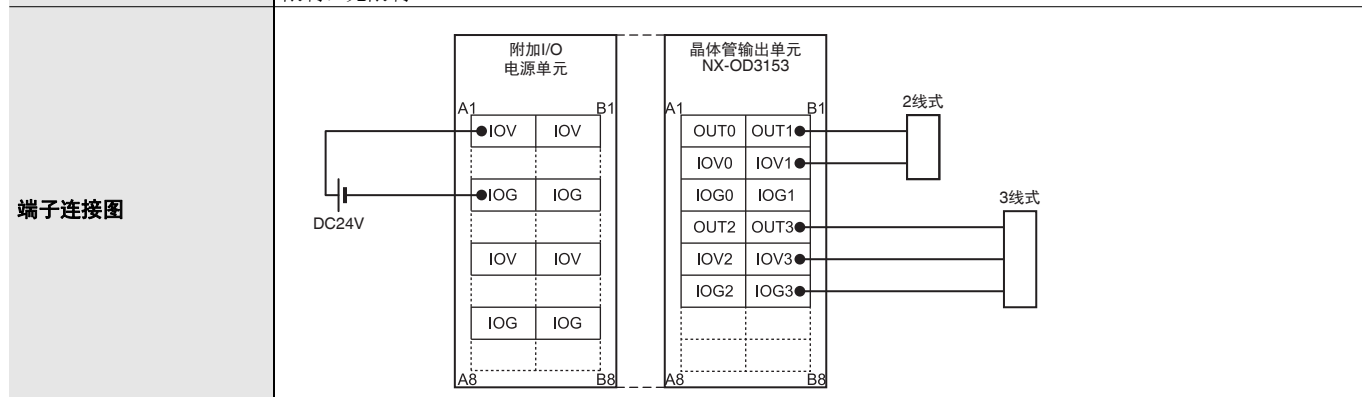 端子连接图
附加I/O
电源单元
A1 B1
IOV IOV
IOG IOG
IOV IOV
IOG IOG
A8 B8
DC24V
晶体管输出单元
NX-OD3153
A1 B1
OUT0 OUT1
IOV0 IOV1
IOG0 IOG1
OUT2 OUT3
IOV2 IOV3
IOG2 IOG3
A8 B8
2线式
3线式